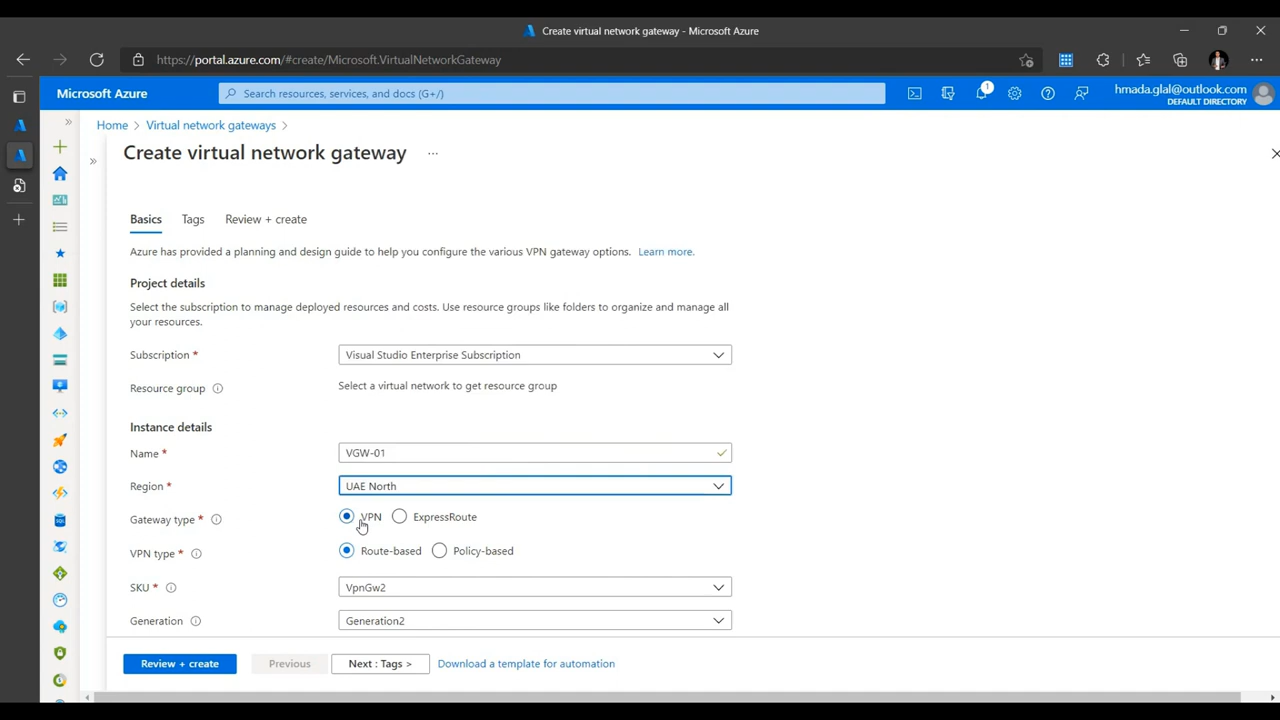 Create virtual network gateway - Microsoft Azure
https://portal.azure.com/#create/Microsoft.VirtualNetworkGateway
Microsoft Azure
Search resources, services, and docs (G+/)
1
hmada.glal@outlook.com
DEFAULT DIRECTORY
Home > Virtual network gateways >
Create virtual network gateway ...
Basics Tags Review + create
Azure has provided a planning and design guide to help you configure the various VPN gateway options. Learn more.
Project details
Select the subscription to manage deployed resources and costs. Use resource groups like folders to organize and manage all
your resources.
Subscription * Visual Studio Enterprise Subscription
Resource group Select a virtual network to get resource group
Instance details
Name * VGW-01
Region * UAE North
Gateway type * VPN ExpressRoute
VPN type * Route-based Policy-based
SKU * VpnGw2
Generation Generation2
Review + create Previous Next : Tags > Download a template for automation